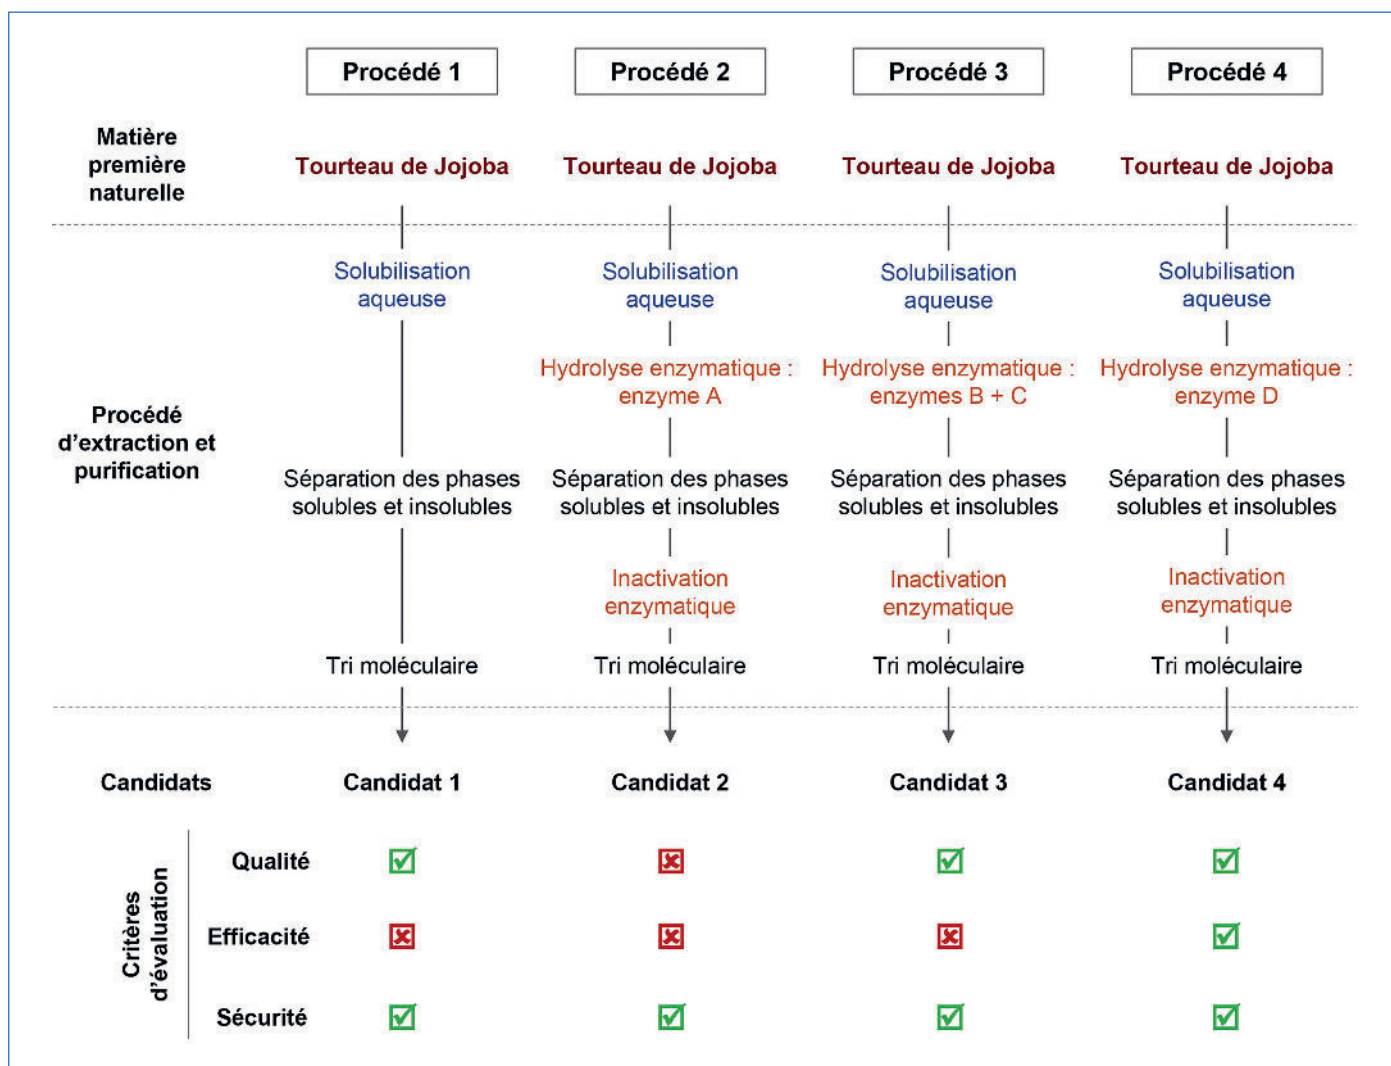 Procédé 1
Procédé 2
Procédé 3
Procédé 4
Matière
première
naturelle
Tourteau de Jojoba
Tourteau de Jojoba
Tourteau de Jojoba
Tourteau de Jojoba
Procédé
d'extraction et
purification
Solubilisation
aqueuse
Solubilisation
aqueuse
Solubilisation
aqueuse
Solubilisation
aqueuse
Hydrolyse enzymatique :
enzyme A
Hydrolyse enzymatique :
enzymes B + C
Hydrolyse enzymatique :
enzyme D
Séparation des phases
solubles et insolubles
Séparation des phases
solubles et insolubles
Séparation des phases
solubles et insolubles
Séparation des phases
solubles et insolubles
Inactivation
enzymatique
Inactivation
enzymatique
Inactivation
enzymatique
Tri moléculaire
Tri moléculaire
Tri moléculaire
Tri moléculaire
Candidats
Candidat 1
Candidat 2
Candidat 3
Candidat 4
Critères
d'évaluation
Qualité
Efficacité
Sécurité